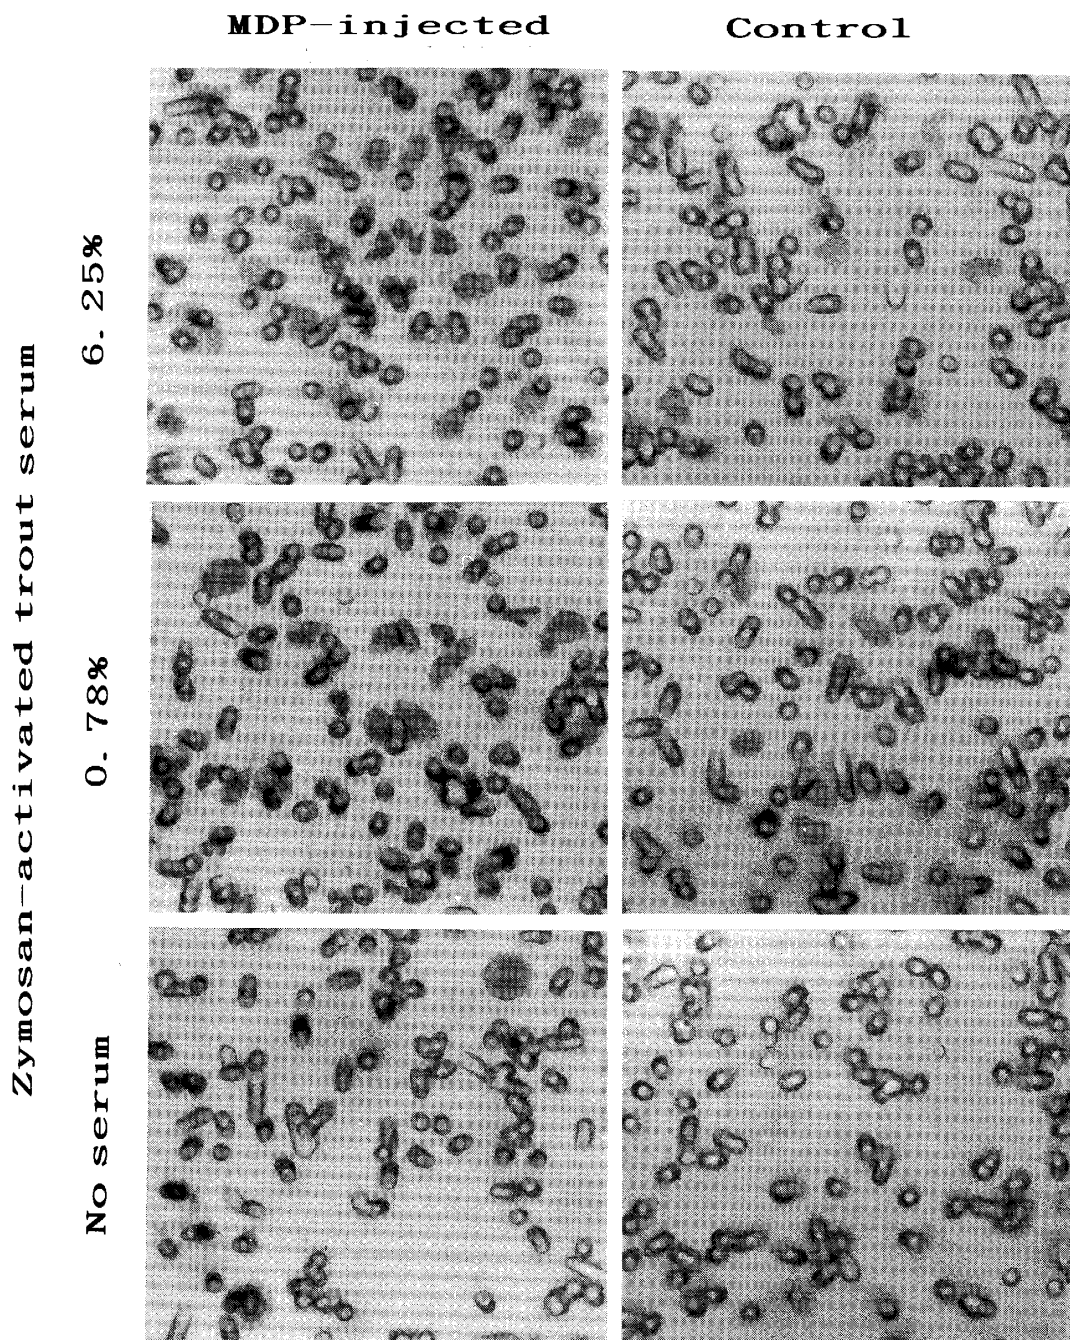 MDP-injected
Control
Zymosan-activated trout serum
6. 25%
0. 78%
No serum